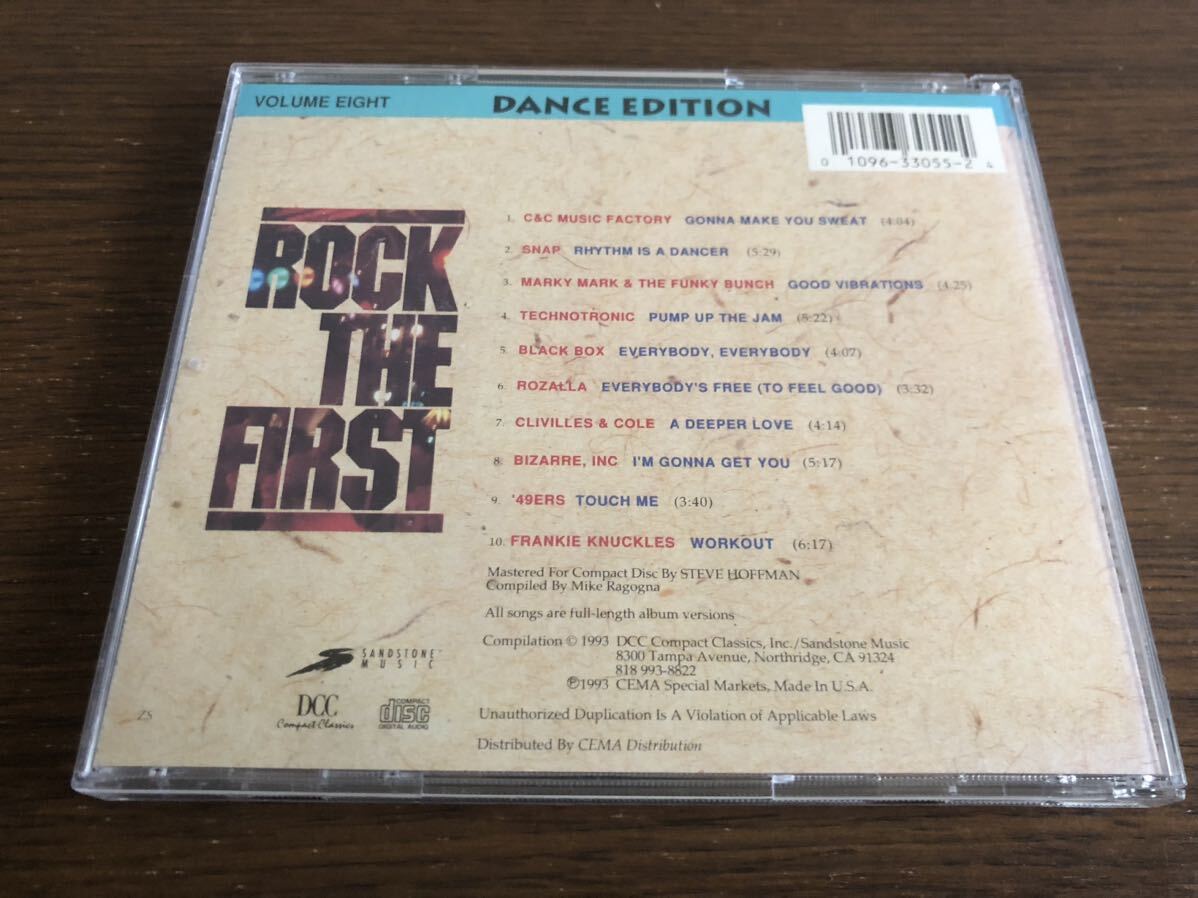 VOLUME EIGHT
DANCE EDITION
0 1096-33055-2 4
ROCK
THE
FIRST
1. C&C MUSIC FACTORY GONNA MAKE YOU SWEAT (4:04)
2. SNAP RHYTHM IS A DANCER (5:29)
3. MARKY MARK & THE FUNKY BUNCH GOOD VIBRATIONS (4:25)
4. TECHNOTRONIC PUMP UP THE JAM (5:22)
5. BLACK BOX EVERYBODY, EVERYBODY (4:07)
6. ROZALLA EVERYBODY'S FREE (TO FEEL GOOD) (3:32)
7. CLIVILLES & COLE A DEEPER LOVE (4:14)
8. BIZARRE, INC I'M GONNA GET YOU (5:17)
9. '49ERS TOUCH ME (3:40)
10. FRANKIE KNUCKLES WORKOUT (6:17)
Mastered For Compact Disc By STEVE HOFFMAN
Compiled By Mike Ragogna
All songs are full-length album versions
Compilation © 1993 DCC Compact Classics, Inc./Sandstone Music
8300 Tampa Avenue, Northridge, CA 91324
818 993-8822
℗1993 CEMA Special Markets, Made In U.S.A.
Unauthorized Duplication Is A Violation of Applicable Laws
Distributed By CEMA Distribution
SANDSTONE™
MUSIC
DCC
Compact Classics
COMPACT
disc
DIGITAL AUDIO
ZS